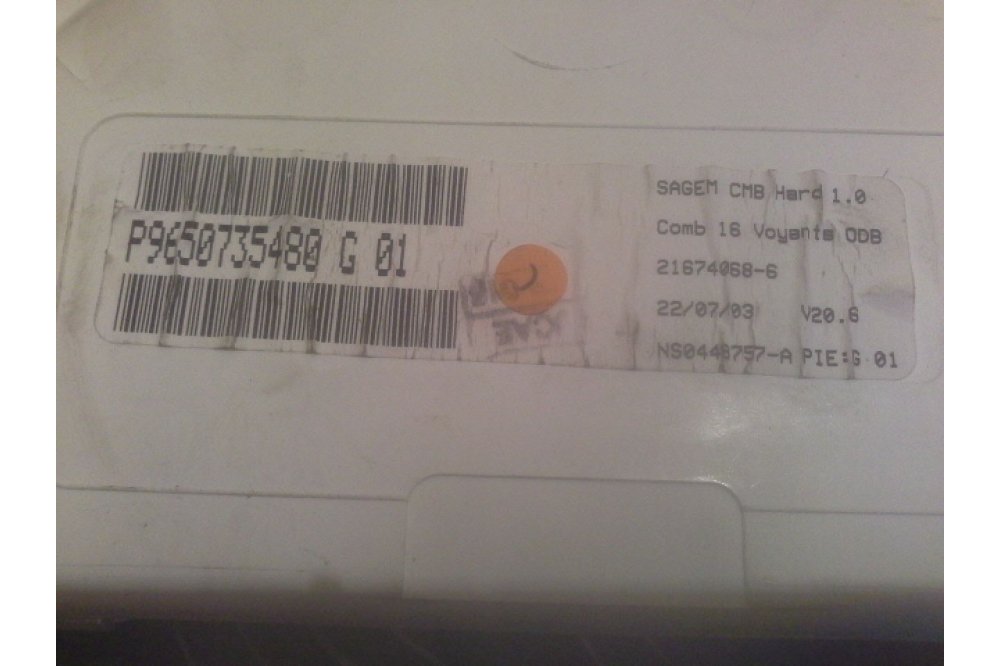 P9650735480 G 01
SAGEM CMB Hard 1.0
Comb 16 Voyants ODB
21674068-6
22/07/03 V20.6
NS0448757-A PIE:G 01